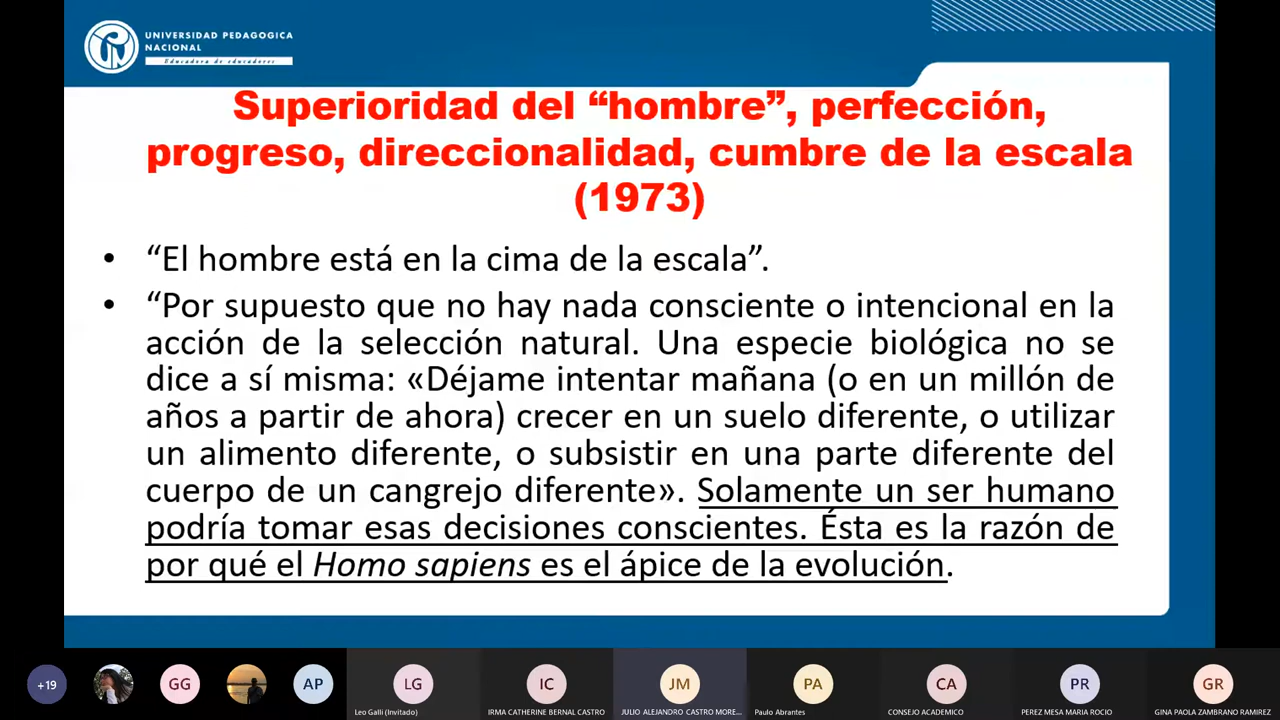 UNIVERSIDAD PEDAGOGICA
NACIONAL
Educadora de educadores
Superioridad del “hombre”, perfección,
progreso, direccionalidad, cumbre de la escala
(1973)
• “El hombre está en la cima de la escala”.
• “Por supuesto que no hay nada consciente o intencional en la
acción de la selección natural. Una especie biológica no se
dice a sí misma: «Déjame intentar mañana (o en un millón de
años a partir de ahora) crecer en un suelo diferente, o utilizar
un alimento diferente, o subsistir en una parte diferente del
cuerpo de un cangrejo diferente». Solamente un ser humano
podría tomar esas decisiones conscientes. Ésta es la razón de
por qué el Homo sapiens es el ápice de la evolución.
+19 GG AP LG IC JM PA CA PR GR
Leo Galli (Invitado) IRMA CATHERINE BERNAL CASTRO JULIO ALEJANDRO CASTRO MORE... Paulo Abrantes CONSEJO ACADEMICO PEREZ MESA MARIA ROCIO GINA PAOLA ZAMBRANO RAMIREZ